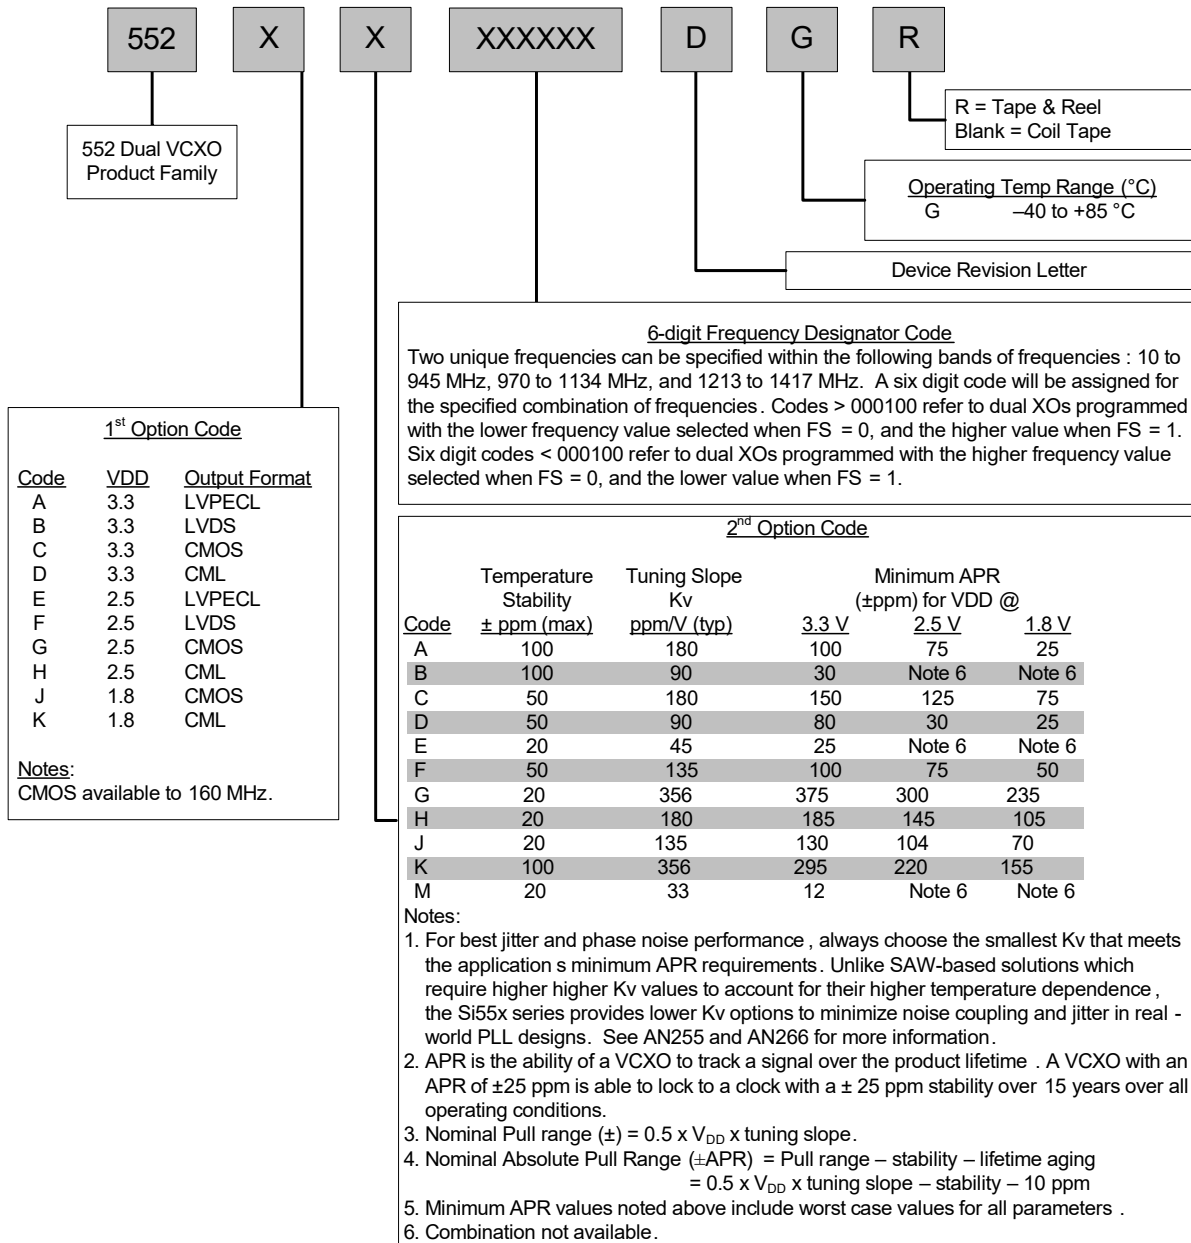 552 X X XXXXXX D G R
R = Tape & Reel
Blank = Coil Tape
552 Dual VCXO
Product Family
Operating Temp Range (°C)
G –40 to +85 °C
Device Revision Letter
6-digit Frequency Designator Code
Two unique frequencies can be specified within the following bands of frequencies : 10 to
945 MHz, 970 to 1134 MHz, and 1213 to 1417 MHz. A six digit code will be assigned for
the specified combination of frequencies. Codes > 000100 refer to dual XOs programmed
with the lower frequency value selected when FS = 0, and the higher value when FS = 1.
Six digit codes < 000100 refer to dual XOs programmed with the higher frequency value
selected when FS = 0, and the lower value when FS = 1.
1st Option Code
Code VDD Output Format
A 3.3 LVPECL
B 3.3 LVDS
C 3.3 CMOS
D 3.3 CML
E 2.5 LVPECL
F 2.5 LVDS
G 2.5 CMOS
H 2.5 CML
J 1.8 CMOS
K 1.8 CML
Notes:
CMOS available to 160 MHz.
2nd Option Code
Temperature Tuning Slope Minimum APR
Stability Kv (±ppm) for VDD @
Code ± ppm (max) ppm/V (typ) 3.3 V 2.5 V 1.8 V
A 100 180 100 75 25
B 100 90 30 Note 6 Note 6
C 50 180 150 125 75
D 50 90 80 30 25
E 20 45 25 Note 6 Note 6
F 50 135 100 75 50
G 20 356 375 300 235
H 20 180 185 145 105
J 20 135 130 104 70
K 100 356 295 220 155
M 20 33 12 Note 6 Note 6
Notes:
1. For best jitter and phase noise performance , always choose the smallest Kv that meets
the application s minimum APR requirements. Unlike SAW-based solutions which
require higher higher Kv values to account for their higher temperature dependence ,
the Si55x series provides lower Kv options to minimize noise coupling and jitter in real -
world PLL designs. See AN255 and AN266 for more information.
2. APR is the ability of a VCXO to track a signal over the product lifetime . A VCXO with an
APR of ±25 ppm is able to lock to a clock with a ± 25 ppm stability over 15 years over all
operating conditions.
3. Nominal Pull range (±) = 0.5 x VDD x tuning slope.
4. Nominal Absolute Pull Range (±APR) = Pull range – stability – lifetime aging
= 0.5 x VDD x tuning slope – stability – 10 ppm
5. Minimum APR values noted above include worst case values for all parameters .
6. Combination not available.